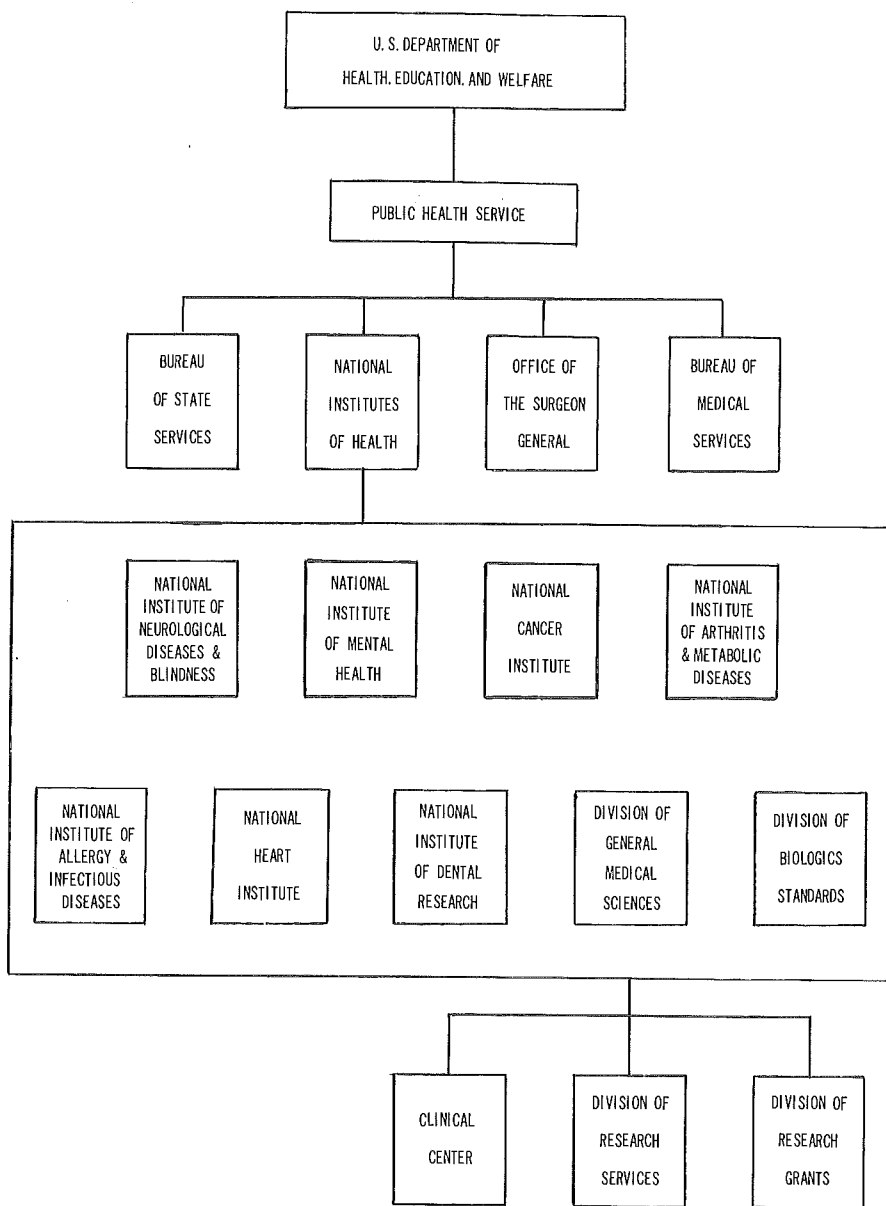 U. S. DEPARTMENT OF
HEALTH, EDUCATION, AND WELFARE
PUBLIC HEALTH SERVICE
BUREAU
OF STATE
SERVICES
NATIONAL
INSTITUTES
OF HEALTH
OFFICE OF
THE SURGEON
GENERAL
BUREAU OF
MEDICAL
SERVICES
NATIONAL
INSTITUTE OF
NEUROLOGICAL
DISEASES &
BLINDNESS
NATIONAL
INSTITUTE
OF MENTAL
HEALTH
NATIONAL
CANCER
INSTITUTE
NATIONAL
INSTITUTE
OF ARTHRITIS
& METABOLIC
DISEASES
NATIONAL
INSTITUTE OF
ALLERGY &
INFECTIOUS
DISEASES
NATIONAL
HEART
INSTITUTE
NATIONAL
INSTITUTE
OF DENTAL
RESEARCH
DIVISION OF
GENERAL
MEDICAL
SCIENCES
DIVISION OF
BIOLOGICS
STANDARDS
CLINICAL
CENTER
DIVISION OF
RESEARCH
SERVICES
DIVISION OF
RESEARCH
GRANTS